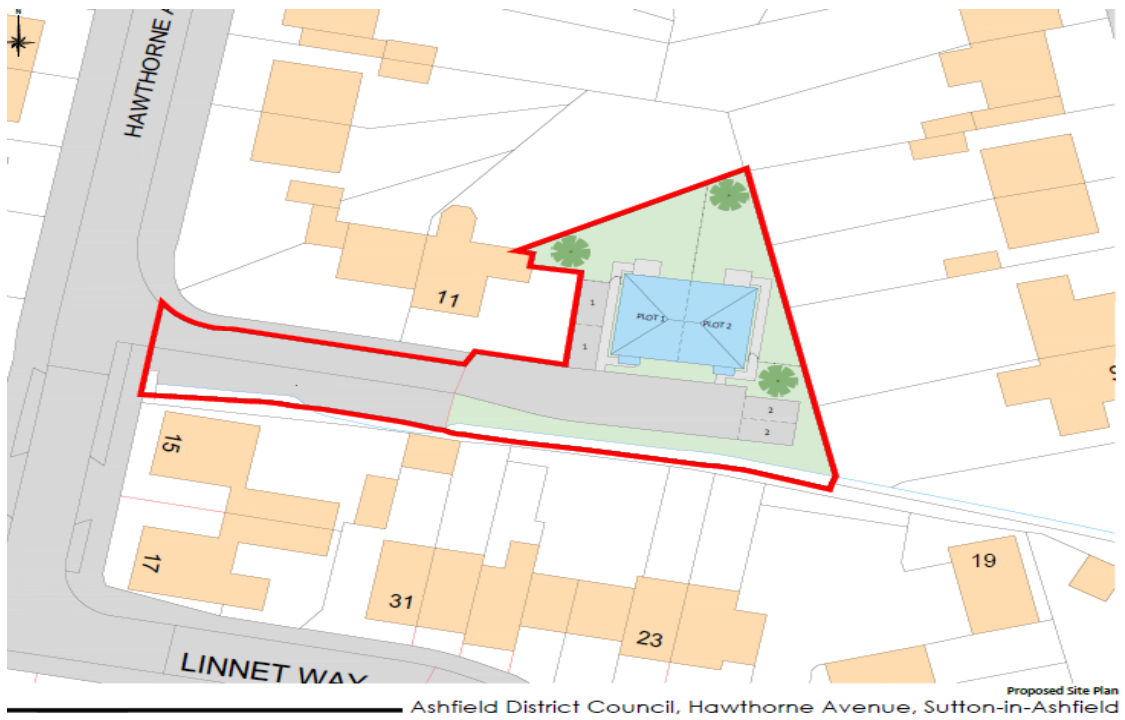 N
HAWTHORNE A
11
1
1
PLOT 1
PLOT 2
2
2
9
15
17
31
23
19
LINNET WAY
Proposed Site Plan
Ashfield District Council, Hawthorne Avenue, Sutton-in-Ashfield